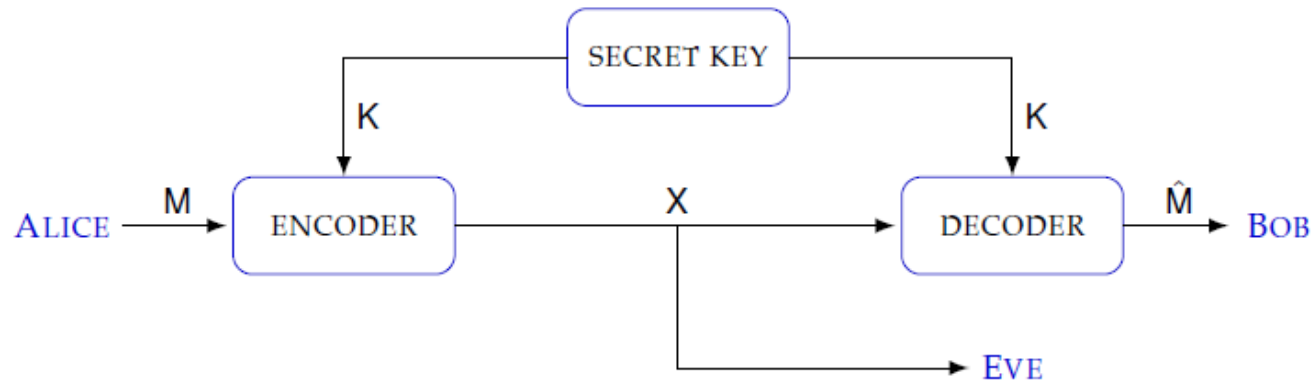 SECRET KEY
K K
M X M̂
ALICE ENCODER DECODER BOB
EVE